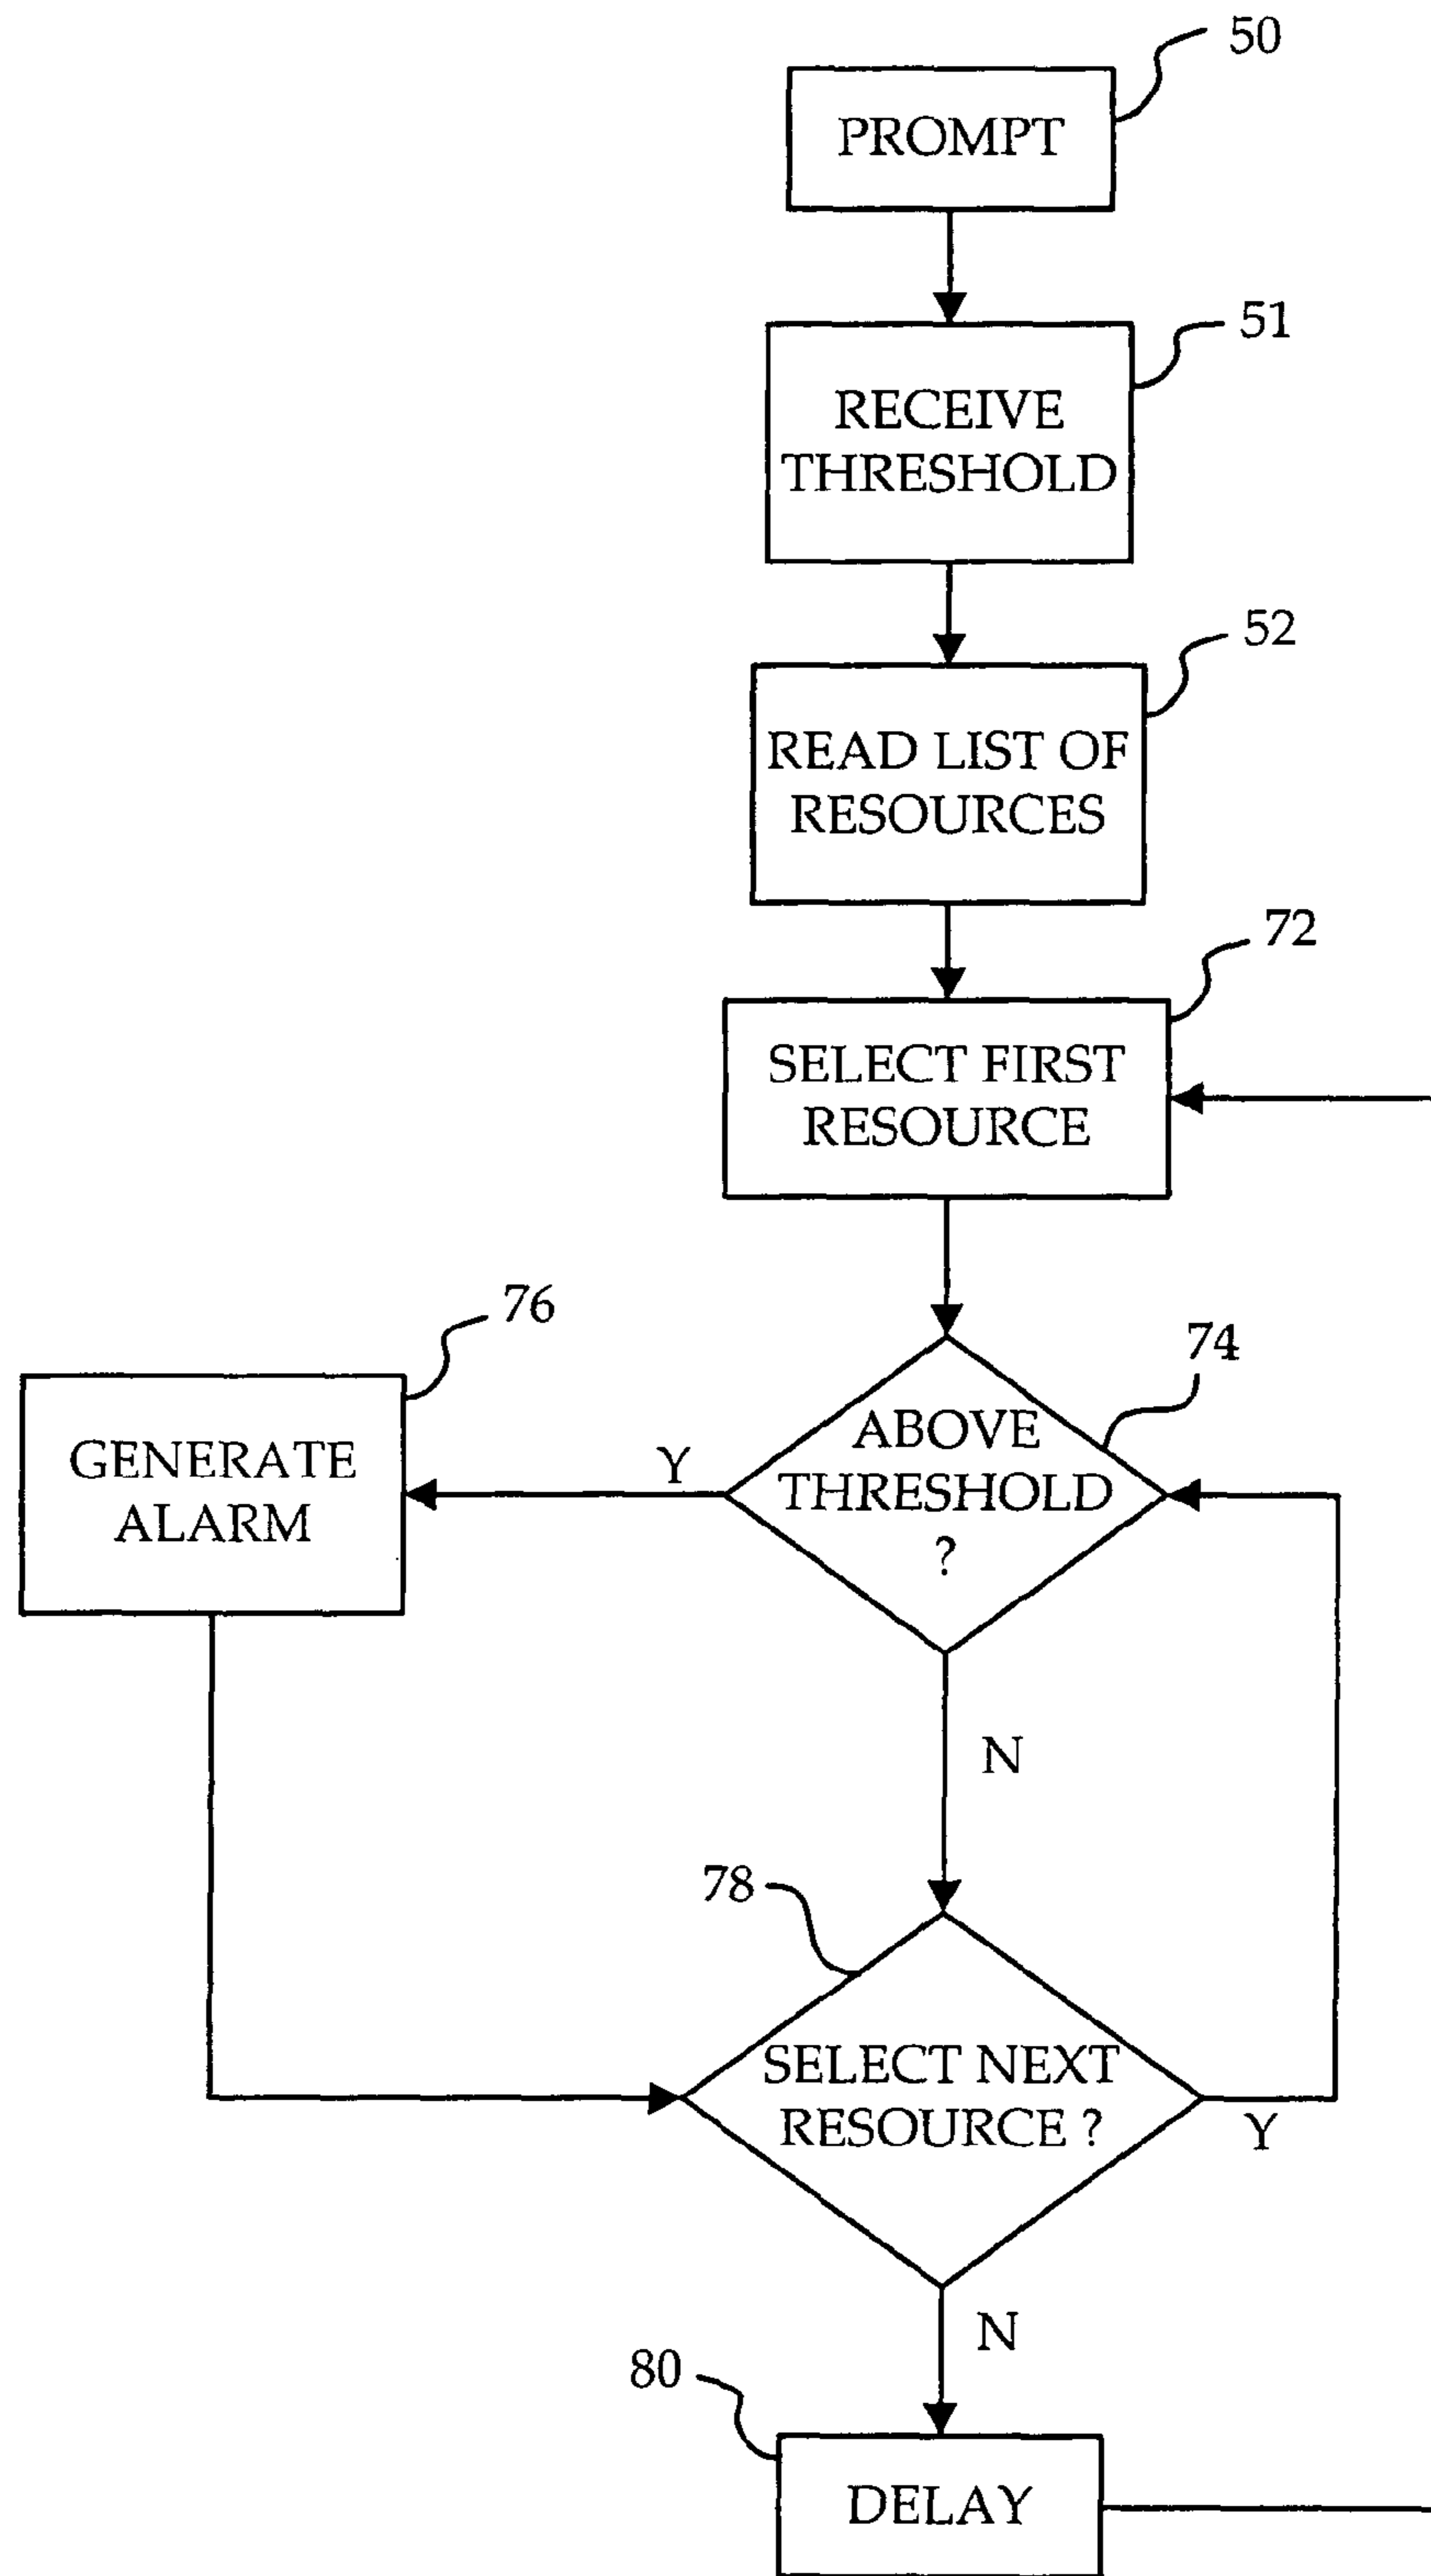 50
PROMPT
51
RECEIVE
THRESHOLD
52
READ LIST OF
RESOURCES
72
SELECT FIRST
RESOURCE
76
74
GENERATE
ALARM
Y
ABOVE
THRESHOLD
?
N
78
SELECT NEXT
RESOURCE ?
Y
N
80
DELAY